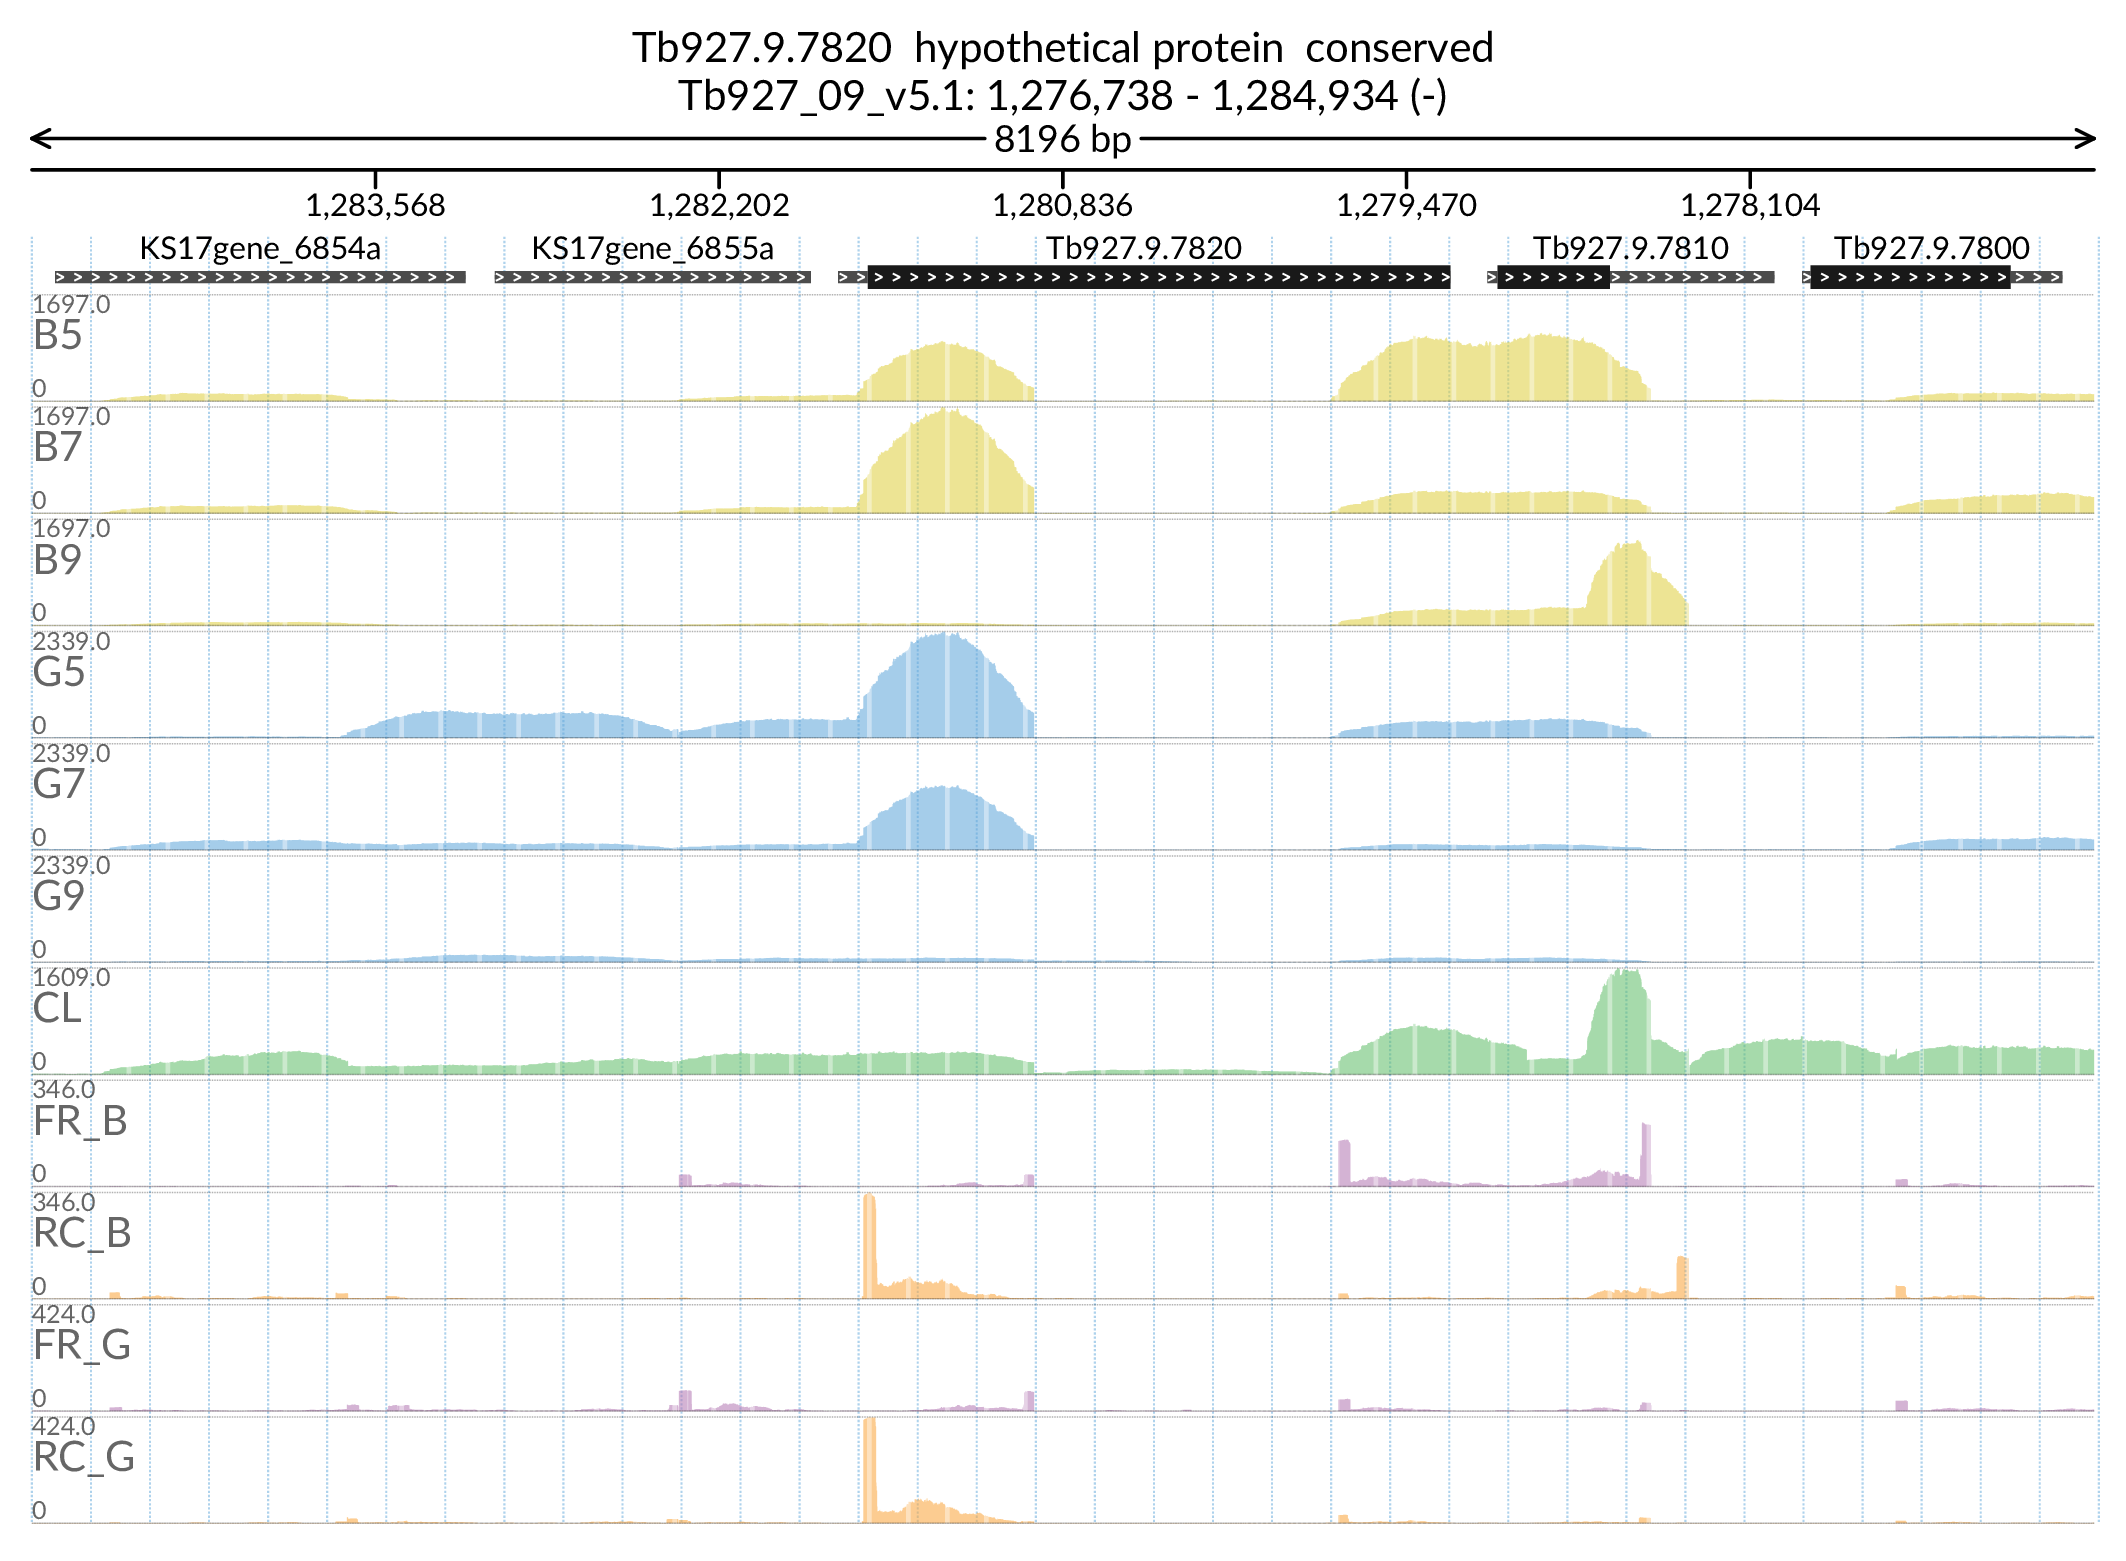 Tb927.9.7820 hypothetical protein conserved
Tb927_09_v5.1: 1,276,738 - 1,284,934 (-)
8196 bp
1,283,568 1,282,202 1,280,836 1,279,470 1,278,104
KS17gene_6854a KS17gene_6855a Tb927.9.7820 Tb927.9.7810 Tb927.9.7800
1697.0
B5
0
1697.0
B7
0
1697.0
B9
0
2339.0
G5
0
2339.0
G7
0
2339.0
G9
0
1609.0
CL
0
346.0
FR_B
0
346.0
RC_B
0
424.0
FR_G
0
424.0
RC_G
0